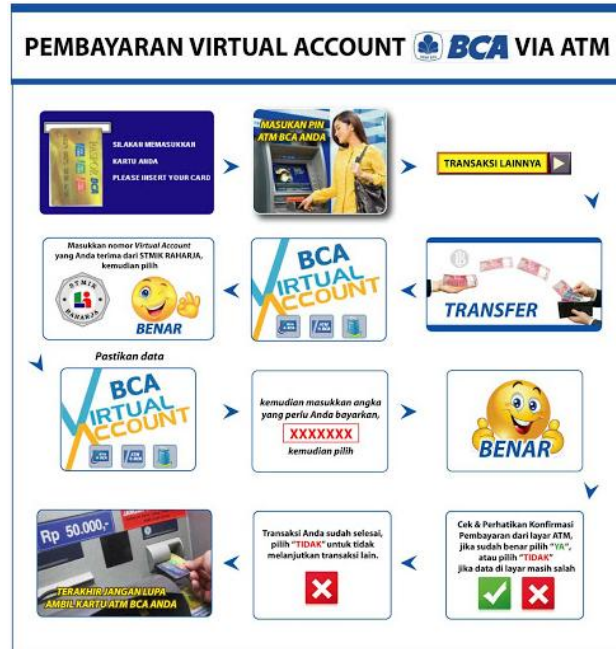 PEMBAYARAN VIRTUAL ACCOUNT BCA VIA ATM
SILAKAN MEMASUKKAN
KARTU ANDA
PLEASE INSERT YOUR CARD
MASUKAN PIN
ATM BCA ANDA
TRANSAKSI LAINNYA
TRANSFER
BCA
VIRTUAL
ACCOUNT
Masukkan nomor Virtual Account
yang Anda terima dari STMIK RAHARJA,
kemudian pilih
STMIK
RAHARJA
BENAR
Pastikan data
BCA
VIRTUAL
ACCOUNT
kemudian masukkan angka
yang perlu Anda bayarkan,
XXXXXXX
kemudian pilih
BENAR
Cek & Perhatikan Konfirmasi
Pembayaran dari layar ATM,
jika sudah benar pilih "YA",
atau pilih "TIDAK"
jika data di layar masih salah
Transaksi Anda sudah selesai,
pilih "TIDAK" untuk tidak
melanjutkan transaksi lain.
Rp 50.000,-
TERAKHIR JANGAN LUPA
AMBIL KARTU ATM BCA ANDA